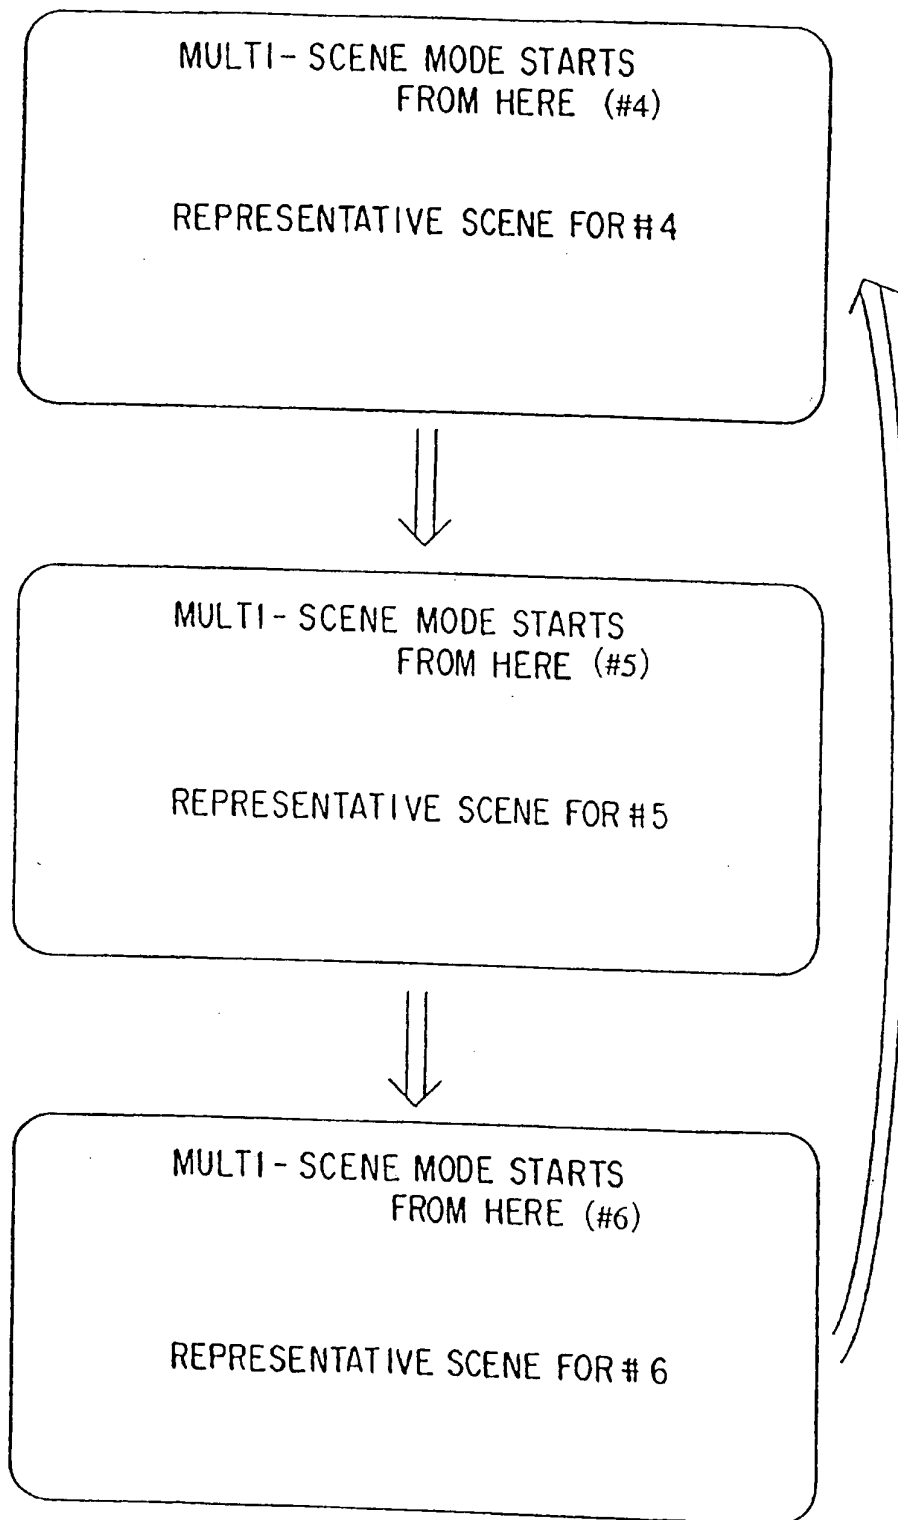 MULTI-SCENE MODE STARTS
FROM HERE (#4)
REPRESENTATIVE SCENE FOR #4
MULTI-SCENE MODE STARTS
FROM HERE (#5)
REPRESENTATIVE SCENE FOR #5
MULTI-SCENE MODE STARTS
FROM HERE (#6)
REPRESENTATIVE SCENE FOR #6